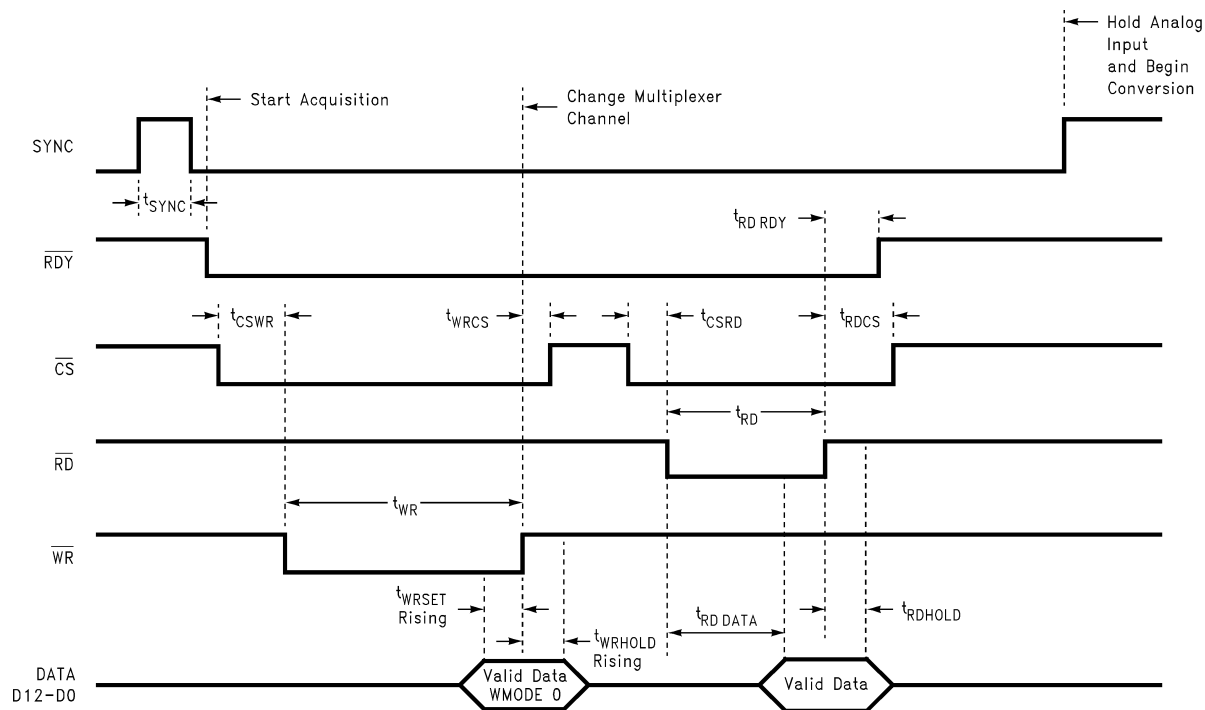 Hold Analog
Input
and Begin
Conversion
Start Acquisition
Change Multiplexer
Channel
SYNC
tSYNC
tRD RDY
RDY
tCSWR
tWRCS
tCSRD
tRDCS
CS
tRD
RD
tWR
WR
tWRSET
Rising
tWRHOLD
Rising
tRD DATA
tRDHOLD
DATA
D12-D0
Valid Data
WMODE 0
Valid Data